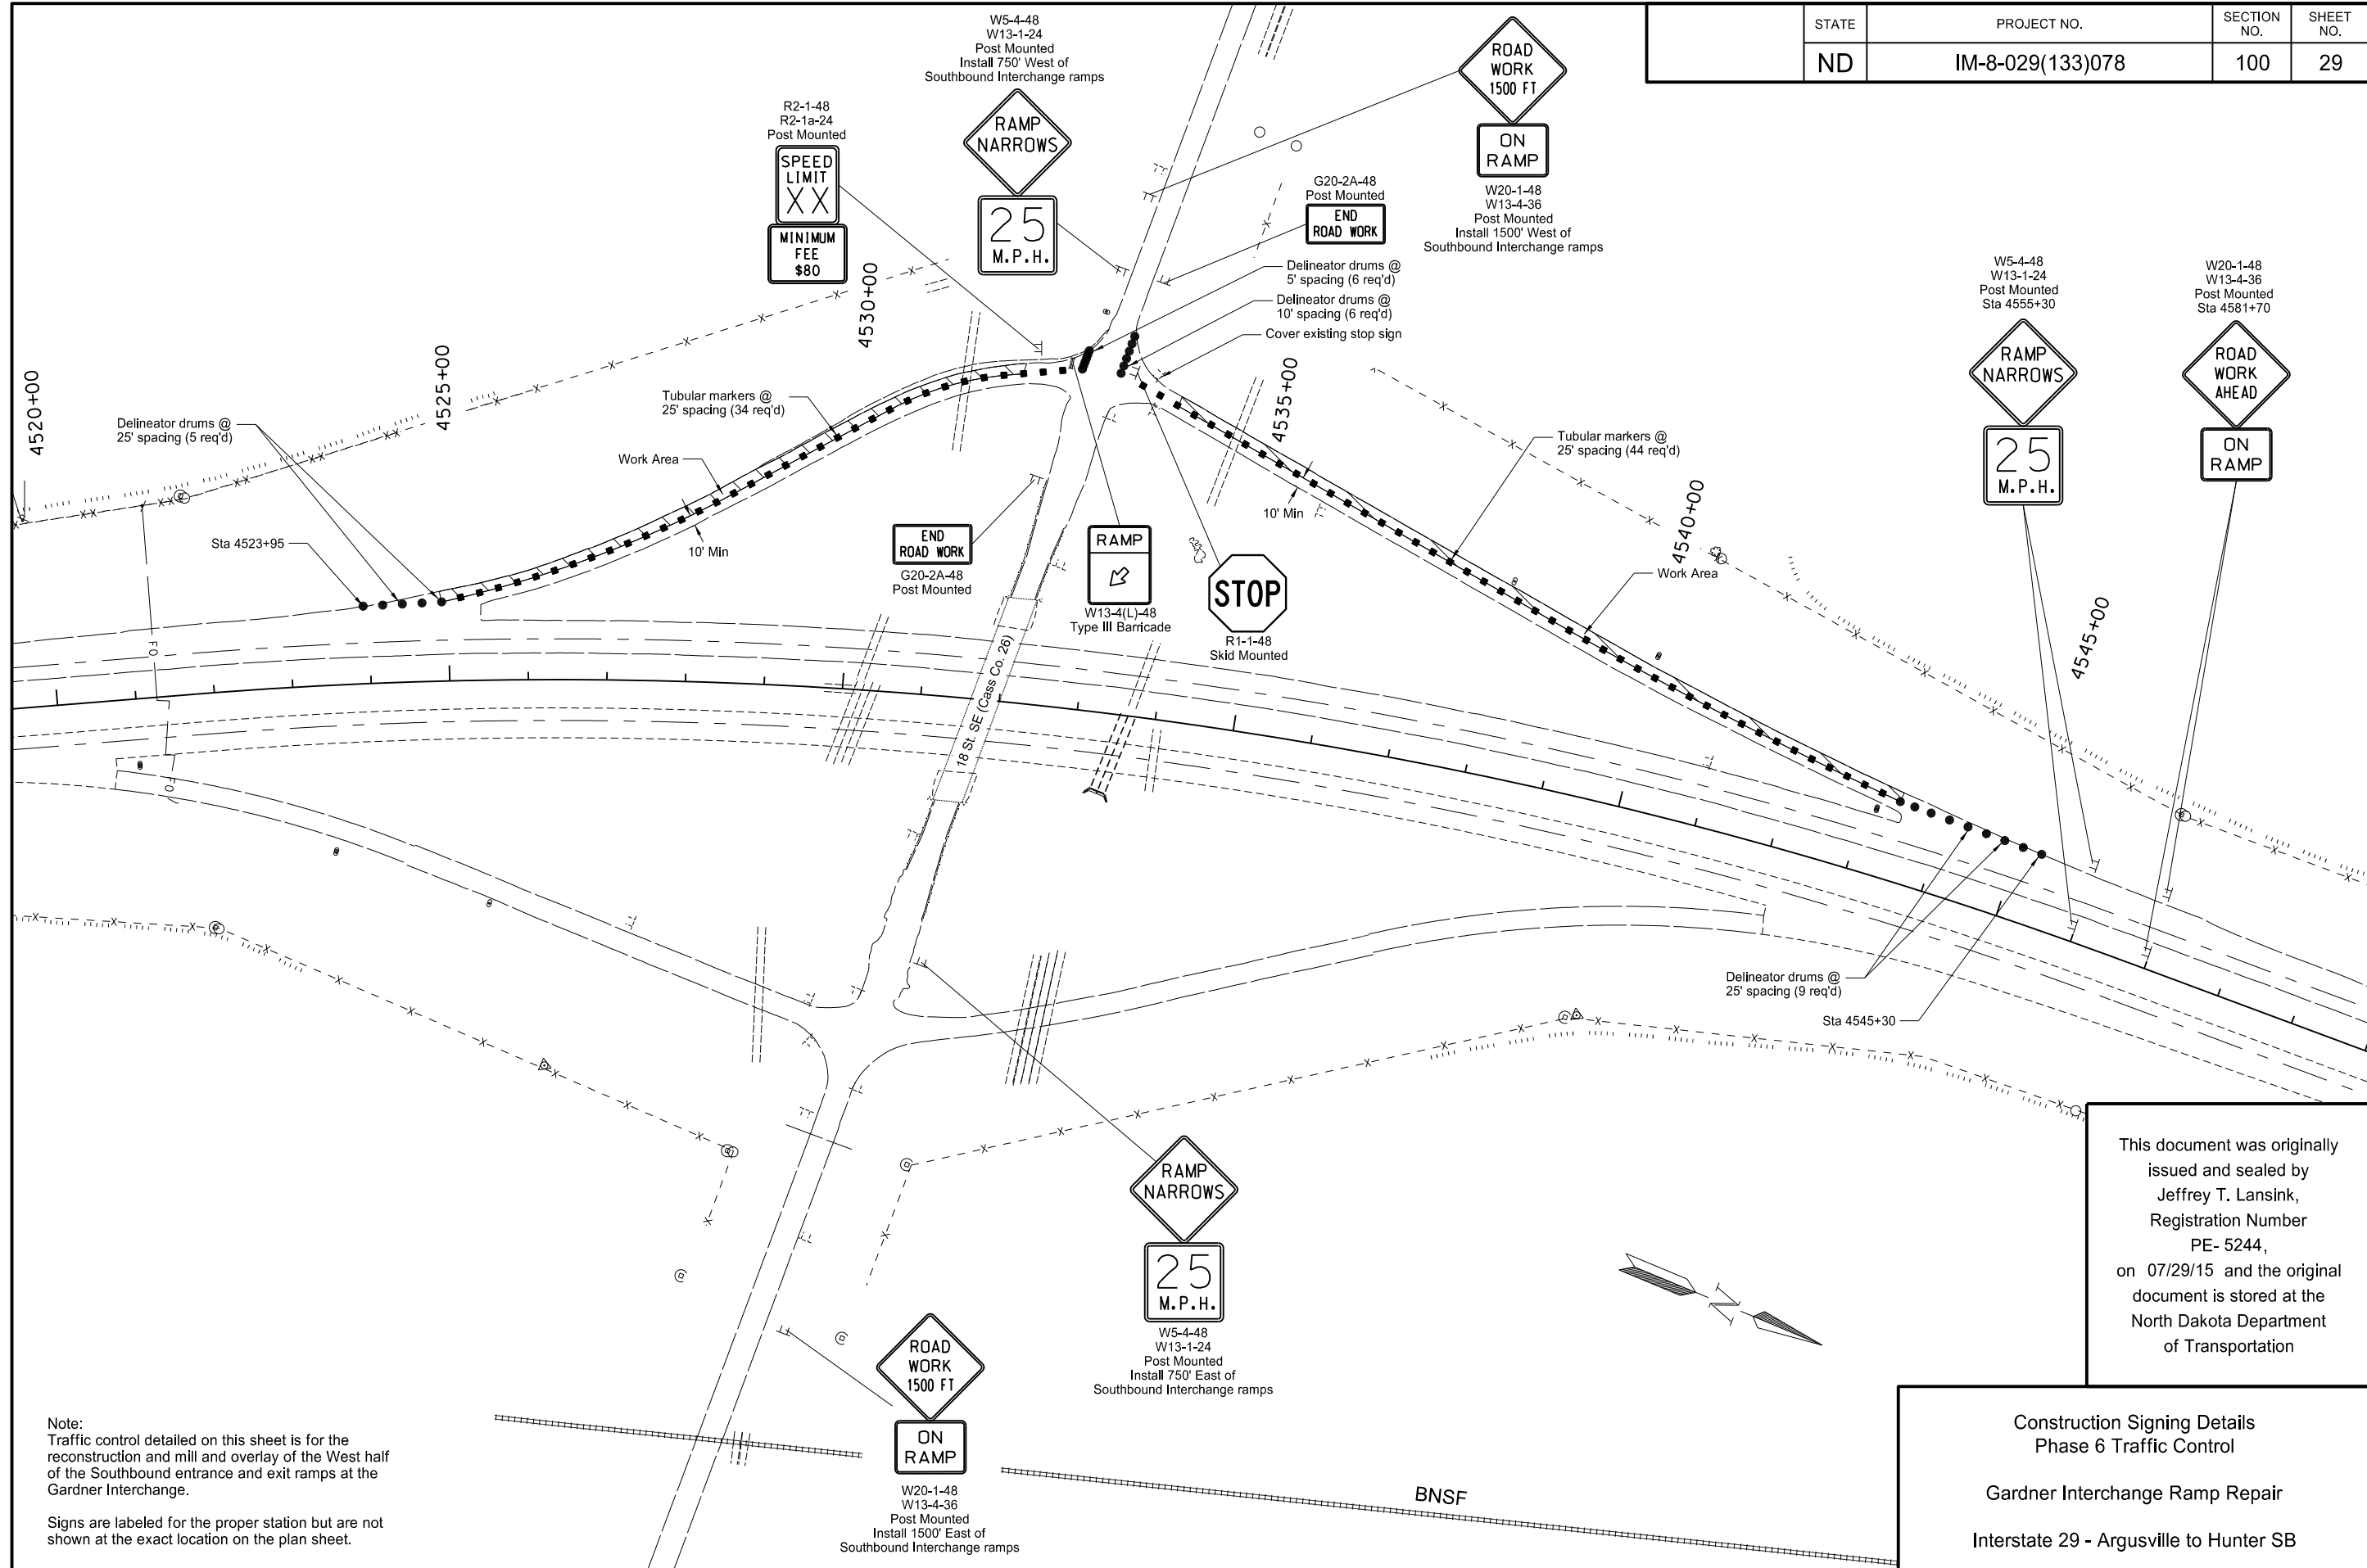 STATE
PROJECT NO.
SECTION
NO.
SHEET
NO.
ND
IM-8-029(133)078
100
29
W5-4-48
W13-1-24
Post Mounted
Install 750' West of
Southbound Interchange ramps
RAMP
NARROWS
25
M.P.H.
R2-1-48
R2-1a-24
Post Mounted
SPEED
LIMIT
XX
MINIMUM
FEE
$80
ROAD
WORK
1500 FT
ON
RAMP
W20-1-48
W13-4-36
Post Mounted
Install 1500' West of
Southbound Interchange ramps
G20-2A-48
Post Mounted
END
ROAD WORK
Delineator drums @
5' spacing (6 req'd)
Delineator drums @
10' spacing (6 req'd)
Cover existing stop sign
W5-4-48
W13-1-24
Post Mounted
Sta 4555+30
RAMP
NARROWS
25
M.P.H.
W20-1-48
W13-4-36
Post Mounted
Sta 4581+70
ROAD
WORK
AHEAD
ON
RAMP
4520+00
4525+00
4530+00
4535+00
4540+00
4545+00
Delineator drums @
25' spacing (5 req'd)
Tubular markers @
25' spacing (34 req'd)
Work Area
10' Min
Sta 4523+95
Tubular markers @
25' spacing (44 req'd)
10' Min
Work Area
END
ROAD WORK
G20-2A-48
Post Mounted
RAMP
W13-4(L)-48
Type III Barricade
STOP
R1-1-48
Skid Mounted
FO
FO
18 St. SE (Cass Co. 26)
Delineator drums @
25' spacing (9 req'd)
Sta 4545+30
RAMP
NARROWS
25
M.P.H.
W5-4-48
W13-1-24
Post Mounted
Install 750' East of
Southbound Interchange ramps
N
ROAD
WORK
1500 FT
ON
RAMP
W20-1-48
W13-4-36
Post Mounted
Install 1500' East of
Southbound Interchange ramps
BNSF
Note:
Traffic control detailed on this sheet is for the
reconstruction and mill and overlay of the West half
of the Southbound entrance and exit ramps at the
Gardner Interchange.
Signs are labeled for the proper station but are not
shown at the exact location on the plan sheet.
This document was originally
issued and sealed by
Jeffrey T. Lansink,
Registration Number
PE- 5244,
on 07/29/15 and the original
document is stored at the
North Dakota Department
of Transportation
Construction Signing Details
Phase 6 Traffic Control
Gardner Interchange Ramp Repair
Interstate 29 - Argusville to Hunter SB